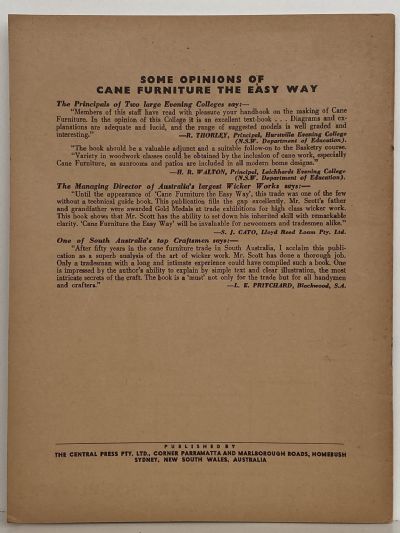 SOME OPINIONS OF
CANE FURNITURE THE EASY WAY
The Principals of Two large Evening Colleges say:—
"Members of this staff have read with pleasure your handbook on the making of Cane
Furniture. In the opinion of this College it is an excellent text-book . . . Diagrams and ex-
planations are adequate and lucid, and the range of suggested models is well graded and
interesting." —R. THORLEY, Principal, Hurstville Evening College
(N.S.W. Department of Education).
"The book should be a valuable adjunct and a suitable follow-on to the Basketry course.
"Variety in woodwork classes could be obtained by the inclusion of cane work, especially
Cane Furniture, as sunrooms and patios are included in all modern home designs."
—H. R. WALTON, Principal, Leichhardt Evening College
(N.S.W Department of Education).
The Managing Director of Australia's largest Wicker Works says:—
"Until the appearance of 'Cane Furniture the Easy Way', this trade was one of the few
without a technical guide book. This publication fills the gap excellently. Mr. Scott's father
and grandfather were awarded Gold Medals at trade exhibitions for high class wicker work.
This book shows that Mr. Scott has the ability to set down his inherited skill with remarkable
clarity. 'Cane Furniture the Easy Way' will be invaluable for newcomers and tradesmen alike."
—S. J. CATO, Lloyd Reed Loom Pty. Ltd.
One of South Australia's top Craftsmen says:—
"After fifty years in the cane furniture trade in South Australia, I acclaim this publi-
cation as a superb analysis of the art of wicker work. Mr. Scott has done a thorough job.
Only a tradesman with a long and intimate experience could have compiled such a book. One
is impressed by the author's ability to explain by simple text and clear illustration, the most
intricate secrets of the craft. The book is a 'must' not only for the trade but for all handymen
and crafters." —L. E. PRITCHARD, Blackwood, S.A.
PUBLISHED BY
THE CENTRAL PRESS PTY. LTD., CORNER PARRAMATTA AND MARLBOROUGH ROADS, HOMEBUSH
SYDNEY, NEW SOUTH WALES, AUSTRALIA